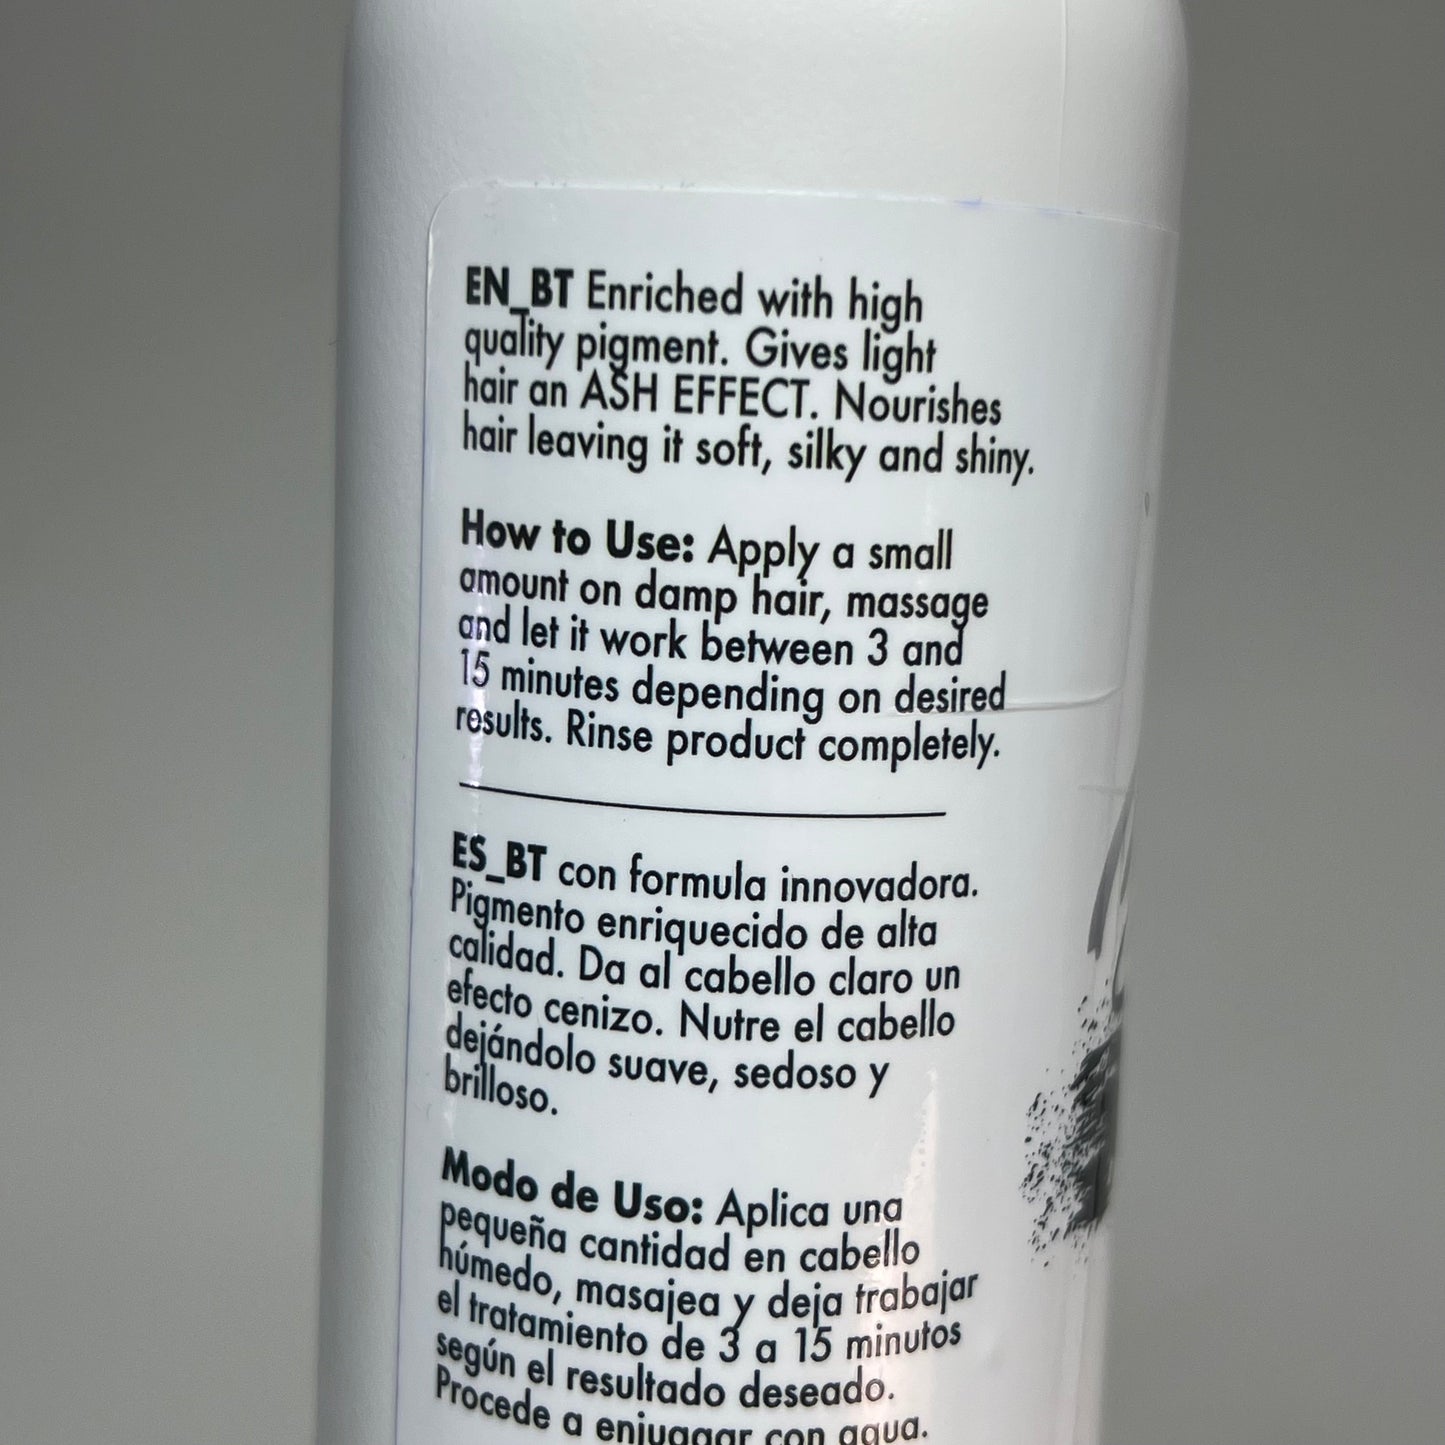 EN_BT Enriched with high
quality pigment. Gives light
hair an ASH EFFECT. Nourishes
hair leaving it soft, silky and shiny.
How to Use: Apply a small
amount on damp hair, massage
and let it work between 3 and
15 minutes depending on desired
results. Rinse product completely.
ES_BT con formula innovadora.
Pigmento enriquecido de alta
calidad. Da al cabello claro un
efecto cenizo. Nutre el cabello
dejándolo suave, sedoso y
brilloso.
Modo de Uso: Aplica una
pequeña cantidad en cabello
húmedo, masajea y deja trabajar
el tratamiento de 3 a 15 minutos
según el resultado deseado.
Procede a enjuagar con agua.